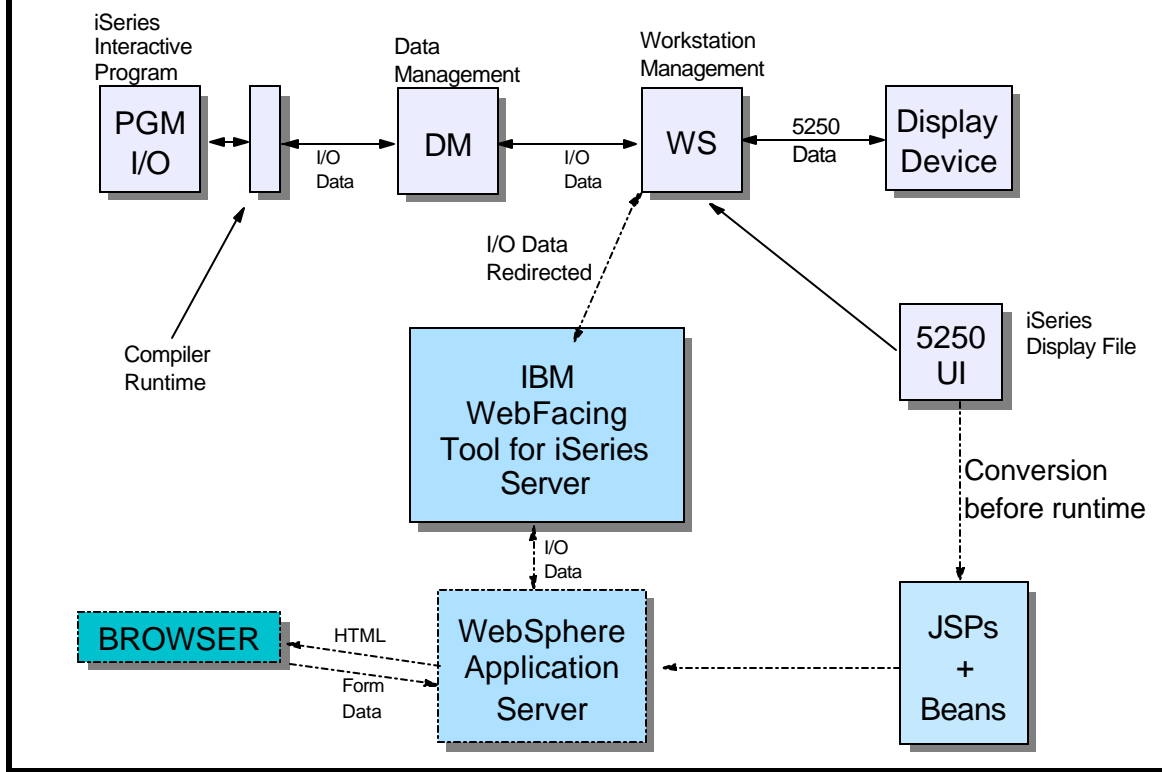 iSeries
Interactive
Program
Data
Management
Workstation
Management
PGM
I/O
I/O
Data
DM
I/O
Data
WS
5250
Data
Display
Device
I/O Data
Redirected
Compiler
Runtime
IBM
WebFacing
Tool for iSeries
Server
5250
UI
iSeries
Display File
Conversion
before runtime
I/O
Data
BROWSER
HTML
Form
Data
WebSphere
Application
Server
JSPs
+
Beans